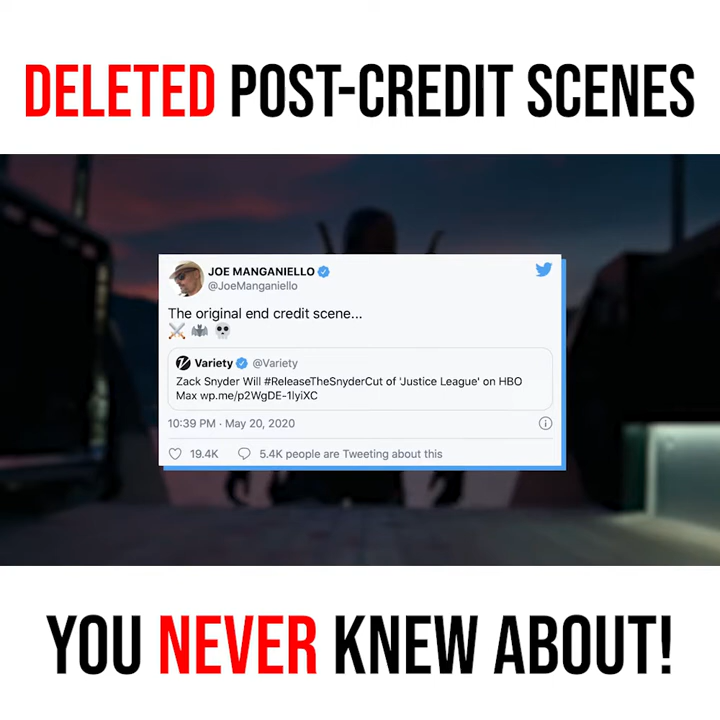 DELETED POST-CREDIT SCENES
JOE MANGANIELLO
@JoeManganiello
The original end credit scene...
⚔️ 🦇 💀
Variety @Variety
Zack Snyder Will #ReleaseTheSnyderCut of 'Justice League' on HBO
Max wp.me/p2WgDE-1lyiXC
10:39 PM · May 20, 2020
19.4K 5.4K people are Tweeting about this
YOU NEVER KNEW ABOUT!